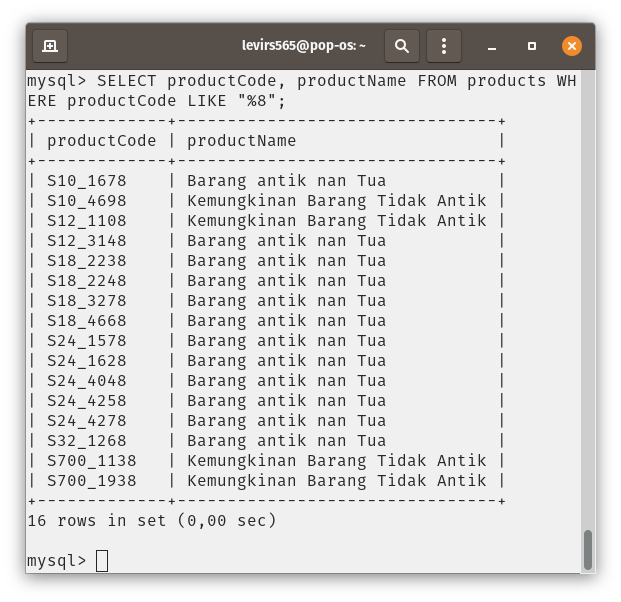 levirs565@pop-os: ~
mysql> SELECT productCode, productName FROM products WH
ERE productCode LIKE "%8";
+-------------+--------------------------------+
| productCode | productName                    |
+-------------+--------------------------------+
| S10_1678    | Barang antik nan Tua           |
| S10_4698    | Kemungkinan Barang Tidak Antik |
| S12_1108    | Kemungkinan Barang Tidak Antik |
| S12_3148    | Barang antik nan Tua           |
| S18_2238    | Barang antik nan Tua           |
| S18_2248    | Barang antik nan Tua           |
| S18_3278    | Barang antik nan Tua           |
| S18_4668    | Barang antik nan Tua           |
| S24_1578    | Barang antik nan Tua           |
| S24_1628    | Barang antik nan Tua           |
| S24_4048    | Barang antik nan Tua           |
| S24_4258    | Barang antik nan Tua           |
| S24_4278    | Barang antik nan Tua           |
| S32_1268    | Barang antik nan Tua           |
| S700_1138   | Kemungkinan Barang Tidak Antik |
| S700_1938   | Kemungkinan Barang Tidak Antik |
+-------------+--------------------------------+
16 rows in set (0,00 sec)
mysql>